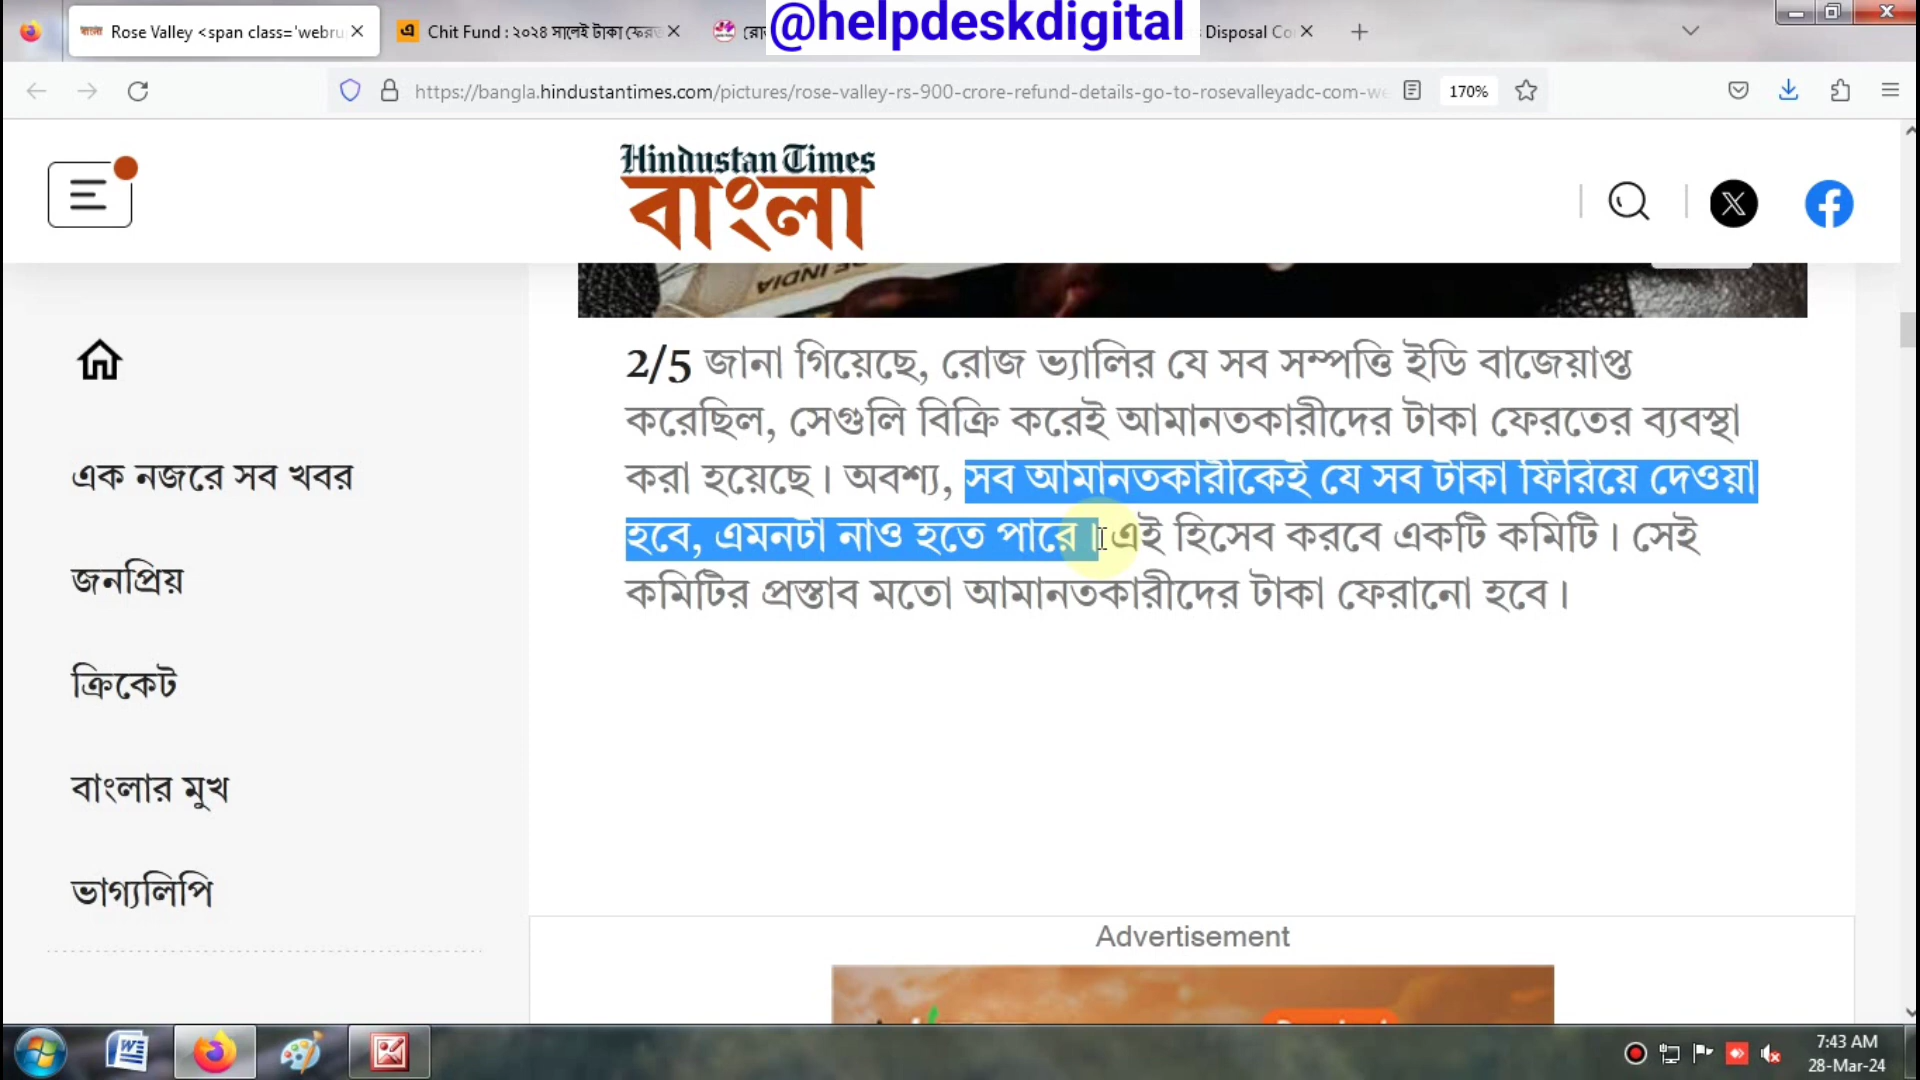 @helpdeskdigital
Rose Valley <span class='webru
Chit Fund : ২০২৪ সালেই টাকা ফেরত
Disposal Co
https://bangla.hindustantimes.com/pictures/rose-valley-rs-900-crore-refund-details-go-to-rosevalleyadc-com-we
170%
Hindustan Times
বাংলা
2/5 জানা গিয়েছে, রোজ ভ্যালির যে সব সম্পত্তি ইডি বাজেয়াপ্ত
করেছিল, সেগুলি বিক্রি করেই আমানতকারীদের টাকা ফেরতের ব্যবস্থা
করা হয়েছে। অবশ্য, সব আমানতকারীকেই যে সব টাকা ফিরিয়ে দেওয়া
হবে, এমনটা নাও হতে পারে। এই হিসেব করবে একটি কমিটি। সেই
কমিটির প্রস্তাব মতো আমানতকারীদের টাকা ফেরানো হবে।
এক নজরে সব খবর
জনপ্রিয়
ক্রিকেট
বাংলার মুখ
ভাগ্যলিপি
Advertisement
7:43 AM
28-Mar-24